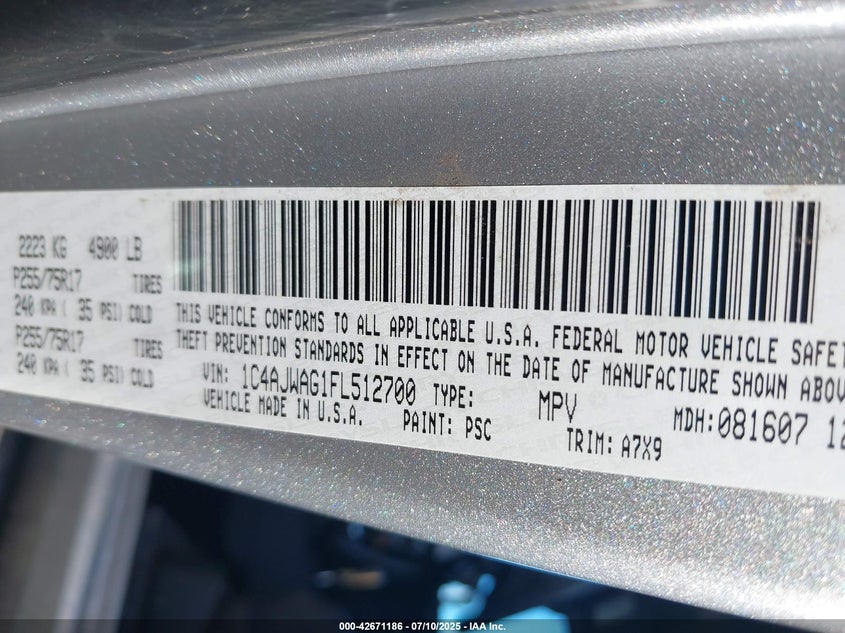 2223 KG 4900 LB
P255/75R17 TIRES
240 KPA ( 35 PSI) COLD
P255/75R17 TIRES
240 KPA ( 35 PSI) COLD
THIS VEHICLE CONFORMS TO ALL APPLICABLE U.S.A. FEDERAL MOTOR VEHICLE SAFET
THEFT PREVENTION STANDARDS IN EFFECT ON THE DATE OF MANUFACTURE SHOWN ABOV
VIN: 1C4AJWAG1FL512700 TYPE: MPV MDH:081607 12
VEHICLE MADE IN U.S.A. PAINT: PSC TRIM: A7X9
000-42671186 - 07/10/2025 - IAA Inc.